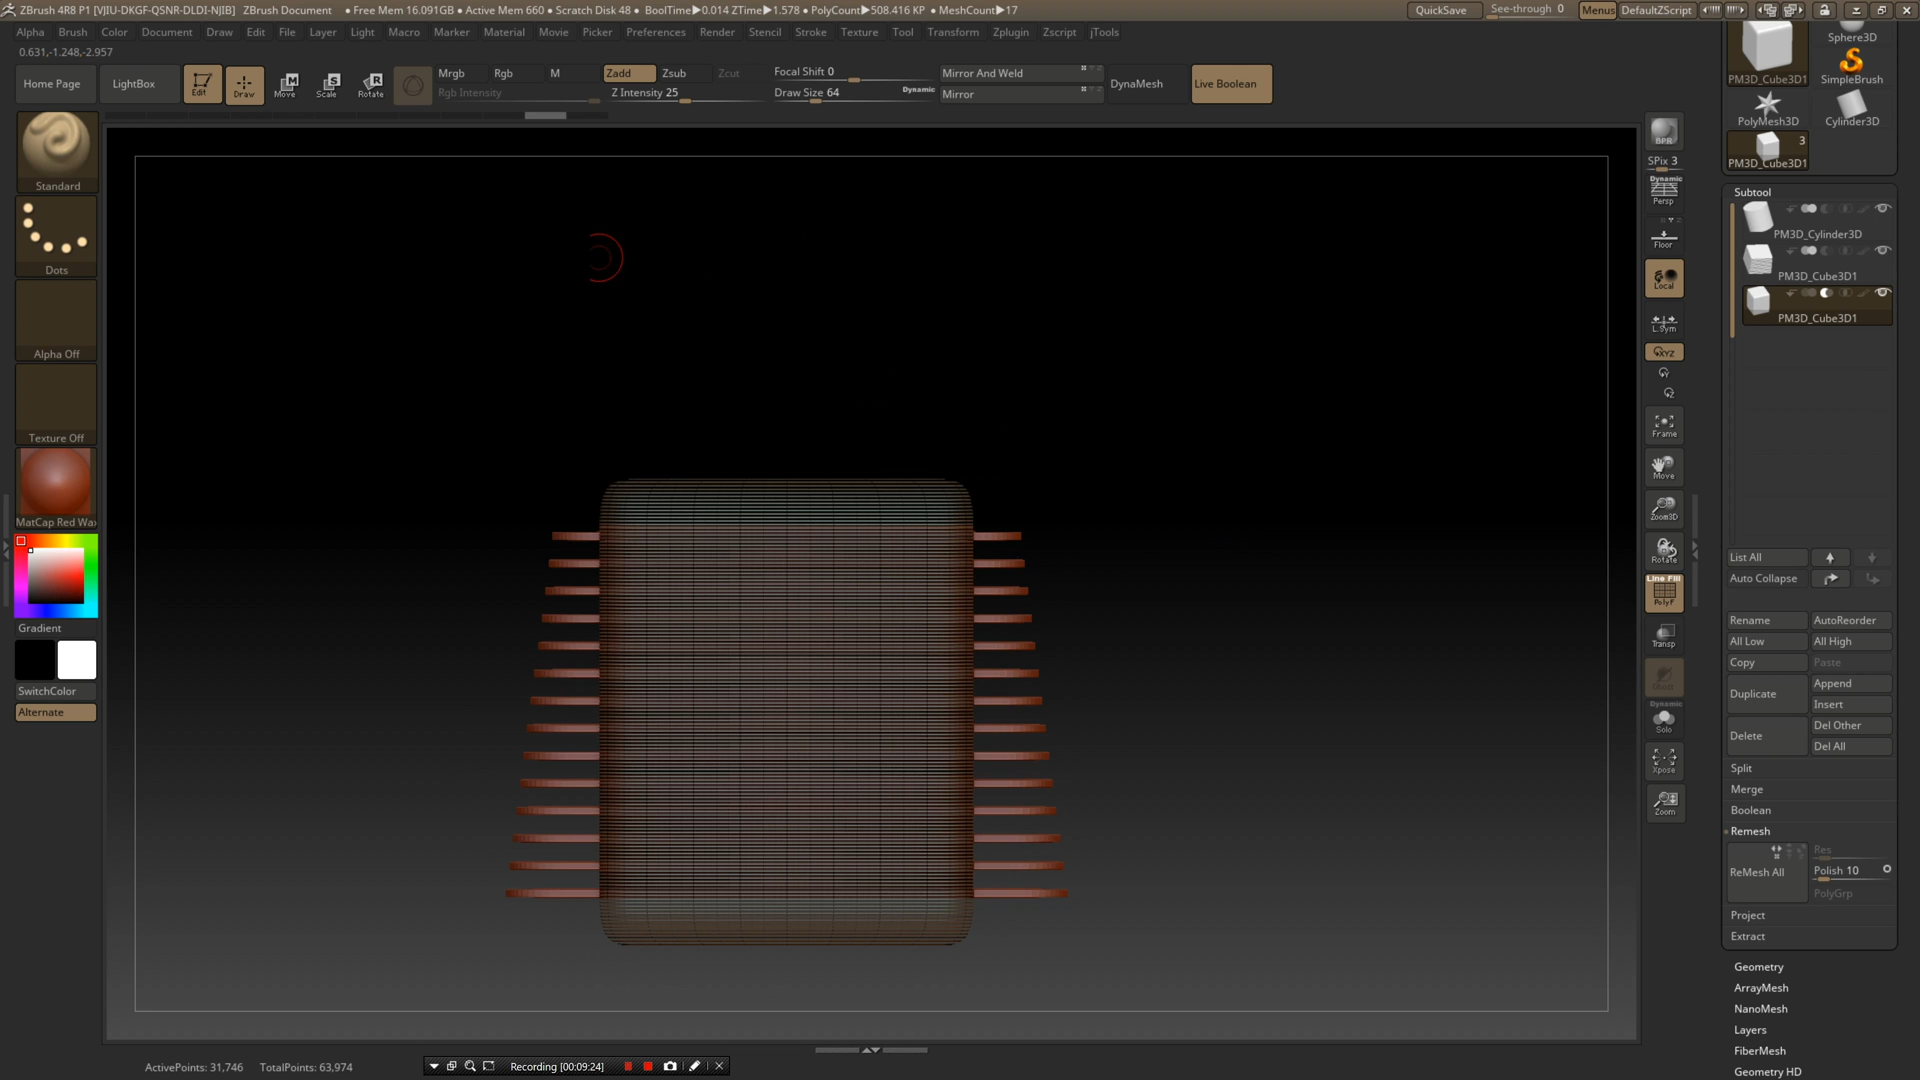 ZBrush 4R8 P1 [VJIU-DKGF-QSNR-DLDI-NJIB] ZBrush Document ● Free Mem 16.091GB ● Active Mem 660 ● Scratch Disk 48 ● BoolTime▶0.014 ZTime▶1.578 ● PolyCount▶508.416 KP ● MeshCount▶17
QuickSave See-through 0 Menus DefaultZScript
Alpha Brush Color Document Draw Edit File Layer Light Macro Marker Material Movie Picker Preferences Render Stencil Stroke Texture Tool Transform Zplugin Zscript jTools
0.631,-1.248,-2.957
Home Page LightBox Edit Draw Move Scale Rotate
Mrgb Rgb M Zadd Zsub Zcut
Rgb Intensity Z Intensity 25
Focal Shift 0
Draw Size 64 Dynamic
Mirror And Weld
Mirror
DynaMesh Live Boolean
Standard
Dots
Alpha Off
Texture Off
MatCap Red Wax
Gradient
SwitchColor
Alternate
BPR
SPix 3
Dynamic
Persp
Floor
Local
L.Sym
XYZ
Y
Z
Frame
Move
Zoom3D
Rotate
Line Fill
PolyF
Transp
Ghost
Dynamic
Solo
Xpose
Zoom
Sphere3D
PM3D_Cube3D1 SimpleBrush
PolyMesh3D Cylinder3D
3
PM3D_Cube3D1
Subtool
PM3D_Cylinder3D
PM3D_Cube3D1
PM3D_Cube3D1
List All
Auto Collapse
Rename AutoReorder
All Low All High
Copy Paste
Duplicate Append
Insert
Delete Del Other
Del All
Split
Merge
Boolean
Remesh
ReMesh All Res
Polish 10
PolyGrp
Project
Extract
Geometry
ArrayMesh
NanoMesh
Layers
FiberMesh
Geometry HD
ActivePoints: 31,746 TotalPoints: 63,974
Recording [00:09:24]